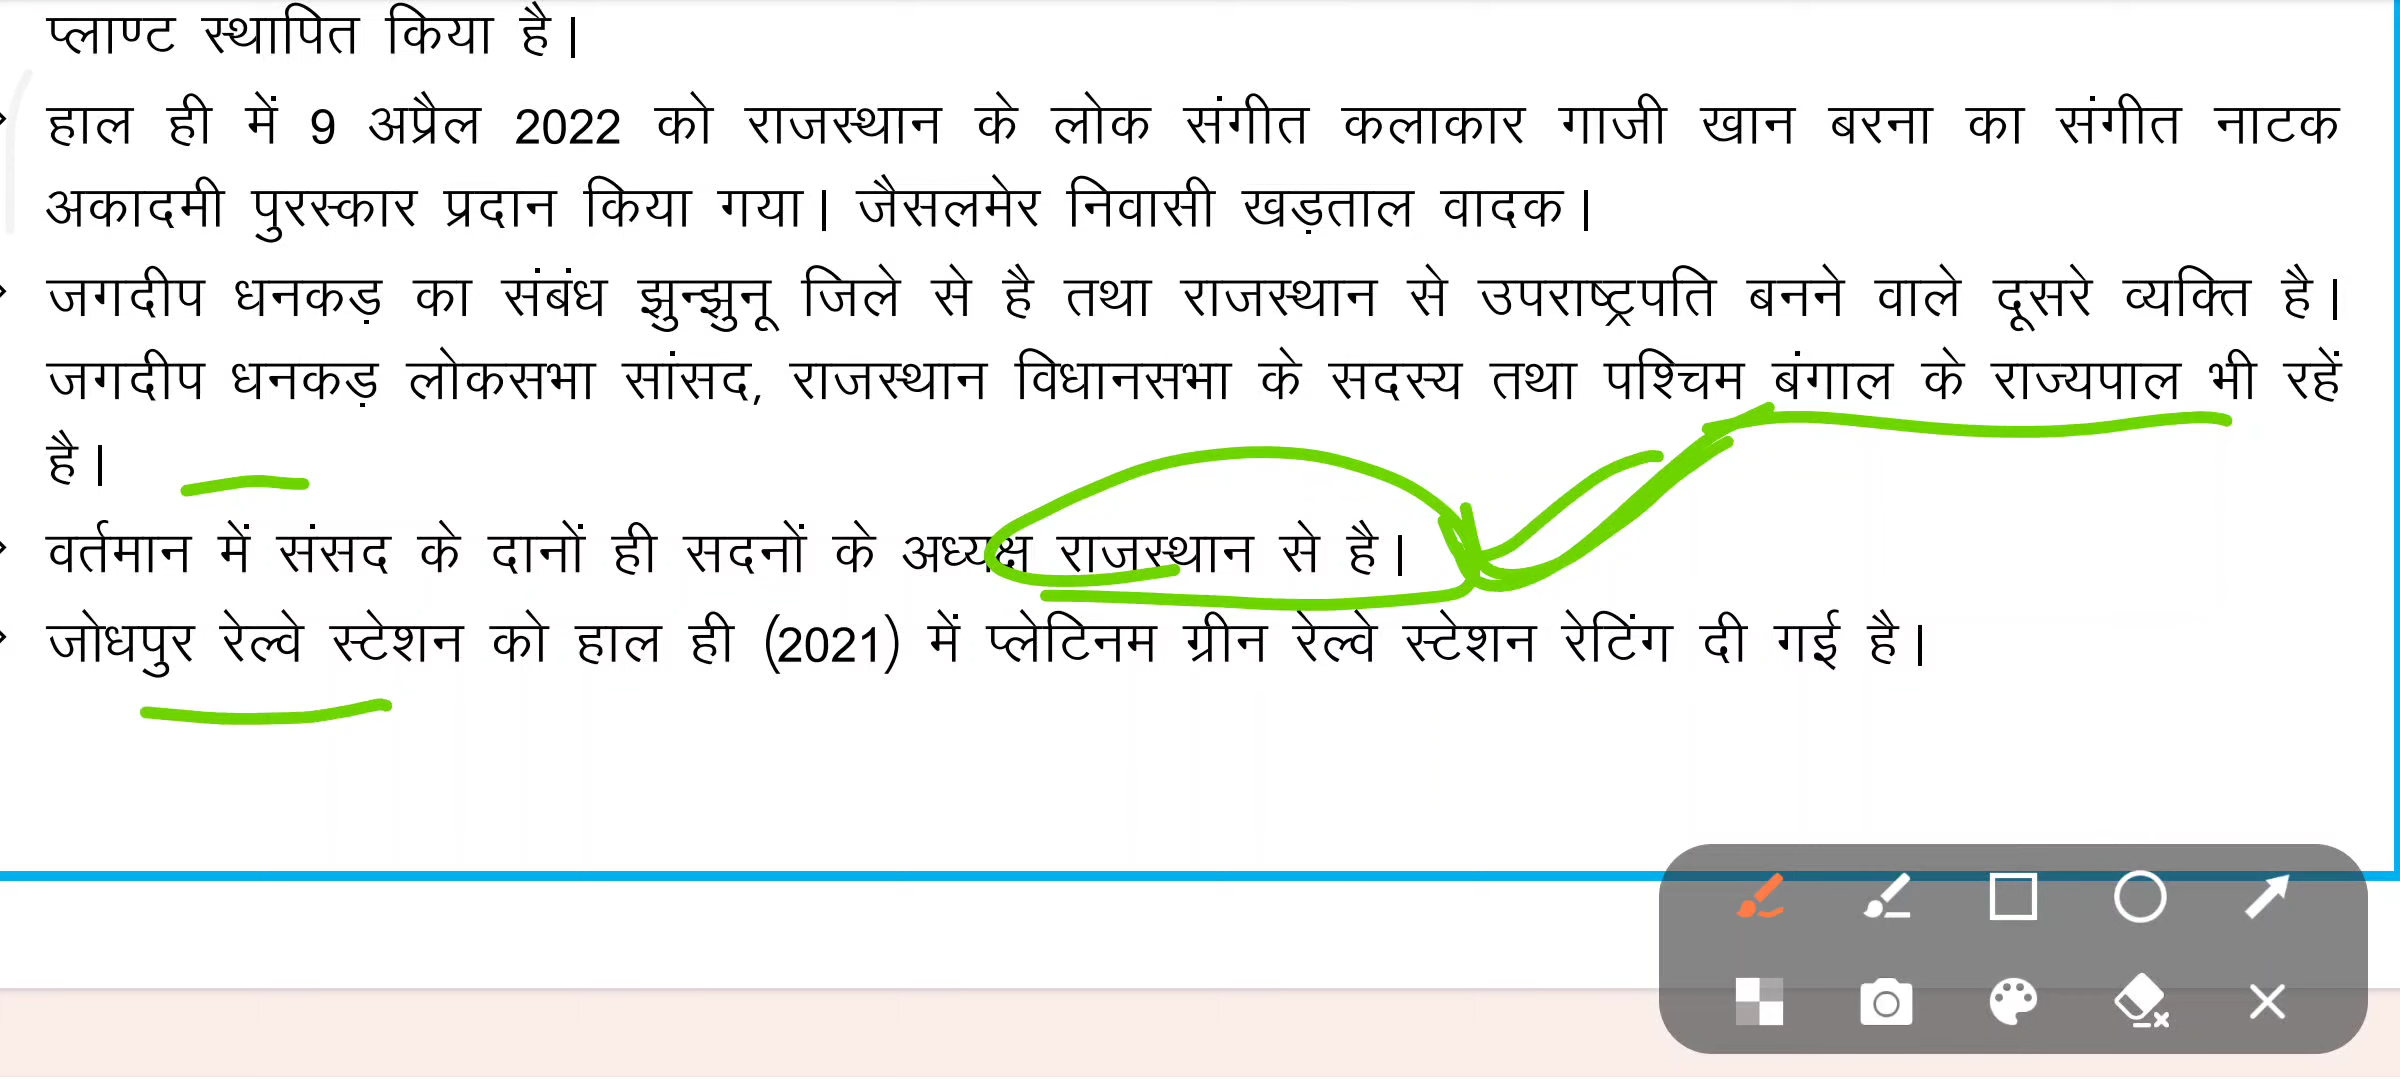 प्लाण्ट स्थापित किया है।
हाल ही में 9 अप्रैल 2022 को राजस्थान के लोक संगीत कलाकार गाजी खान बरना का संगीत नाटक
अकादमी पुरस्कार प्रदान किया गया। जैसलमेर निवासी खड़ताल वादक।
जगदीप धनकड़ का संबंध झुन्झुनू जिले से है तथा राजस्थान से उपराष्ट्रपति बनने वाले दूसरे व्यक्ति है।
जगदीप धनकड़ लोकसभा सांसद, राजस्थान विधानसभा के सदस्य तथा पश्चिम बंगाल के राज्यपाल भी रहें
है।
वर्तमान में संसद के दानों ही सदनों के अध्यक्ष राजस्थान से है।
जोधपुर रेल्वे स्टेशन को हाल ही (2021) में प्लेटिनम ग्रीन रेल्वे स्टेशन रेटिंग दी गई है।